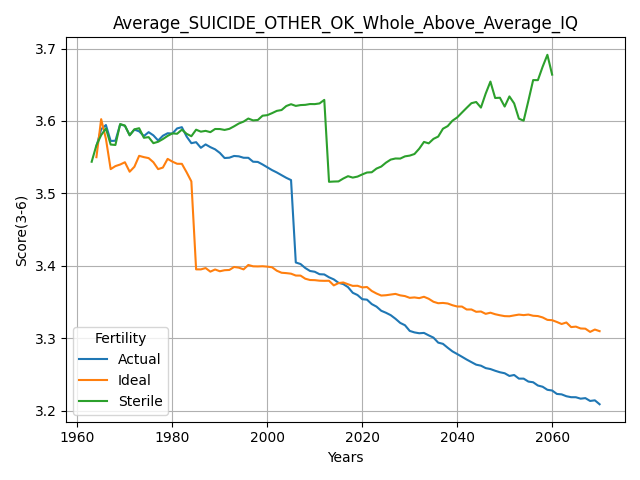 Average_SUICIDE_OTHER_OK_Whole_Above_Average_IQ
3.7
3.6
3.5
3.4
3.3
3.2
Score(3-6)
Fertility
Actual
Ideal
Sterile
1960
1980
2000
2020
2040
2060
Years